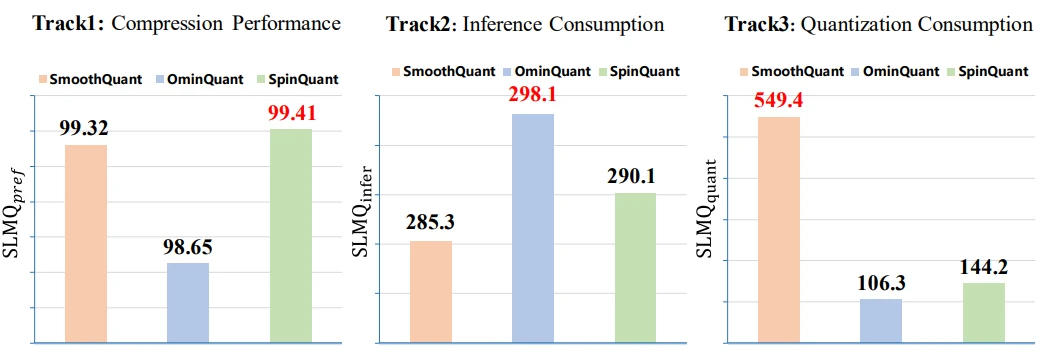 Track1: Compression Performance
SmoothQuant OminQuant SpinQuant
99.32
98.65
99.41
SLMQpref
Track2: Inference Consumption
SmoothQuant OminQuant SpinQuant
285.3
298.1
290.1
SLMQinfer
Track3: Quantization Consumption
SmoothQuant OminQuant SpinQuant
549.4
106.3
144.2
SLMQquant